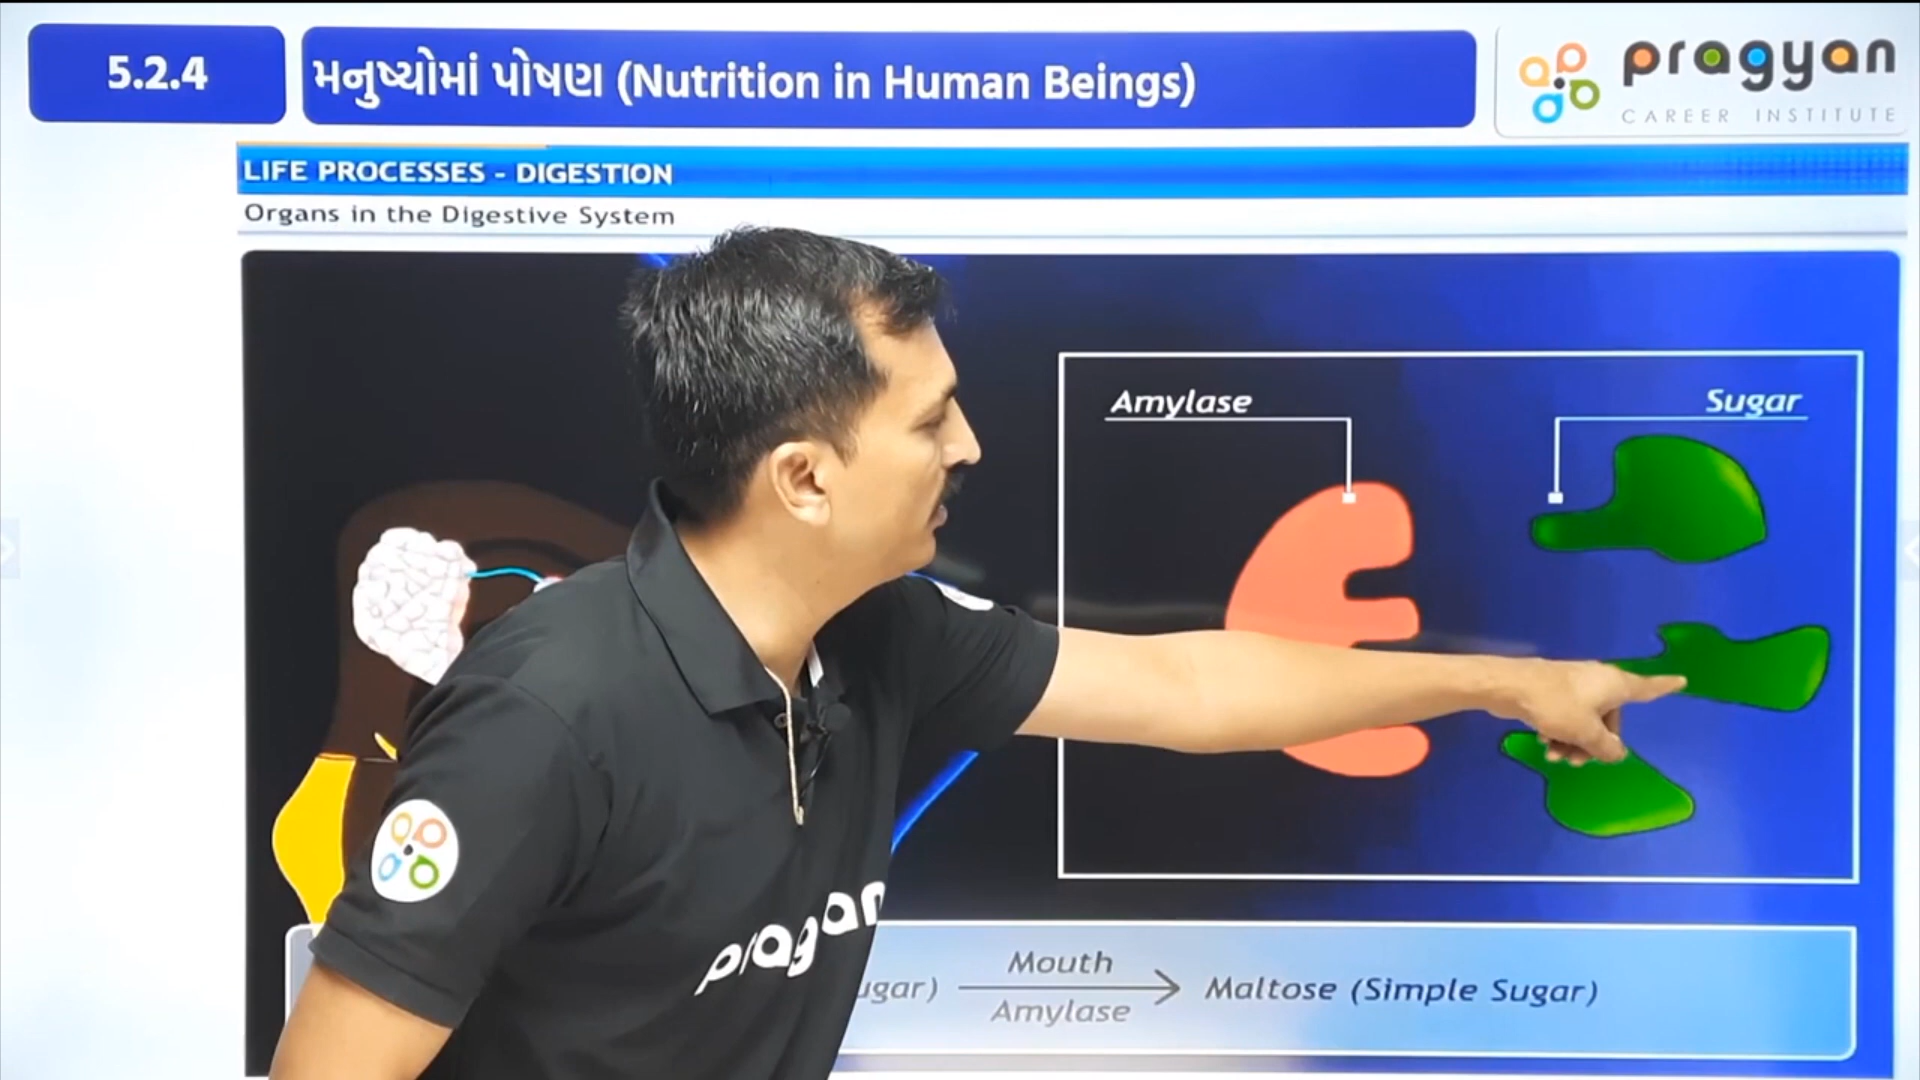 5.2.4
મનુષ્યોમાં પોષણ (Nutrition in Human Beings)
pragyan
CAREER INSTITUTE
LIFE PROCESSES - DIGESTION
Organs in the Digestive System
Amylase
Sugar
pragyan
Mouth
Maltose (Simple Sugar)
Amylase